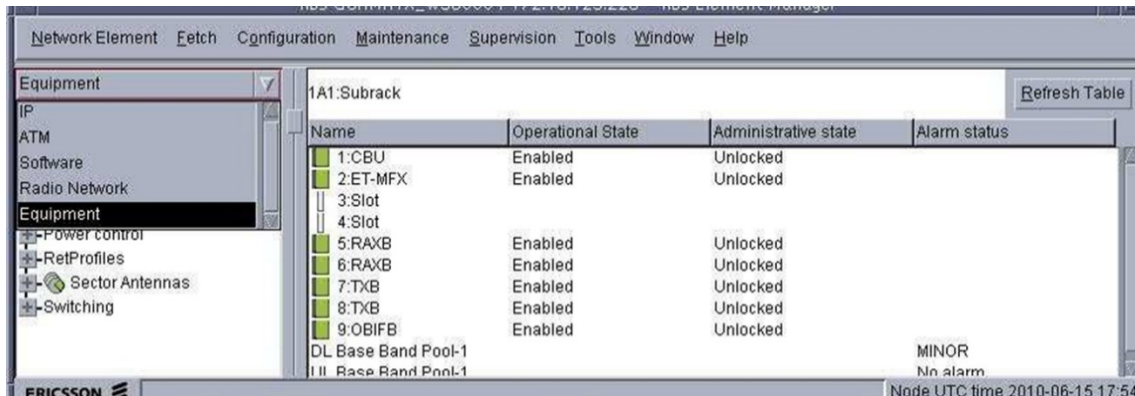 Element Manager
Network Element Fetch Configuration Maintenance Supervision Tools Window Help
Equipment
IP
ATM
Software
Radio Network
Equipment
Power control
RetProfiles
Sector Antennas
Switching
1A1:Subrack
Refresh Table
Name Operational State Administrative state Alarm status
1:CBU Enabled Unlocked
2:ET-MFX Enabled Unlocked
3:Slot
4:Slot
5:RAXB Enabled Unlocked
6:RAXB Enabled Unlocked
7:TXB Enabled Unlocked
8:TXB Enabled Unlocked
9:OBIFB Enabled Unlocked
DL Base Band Pool-1 MINOR
UL Base Band Pool-1 No alarm
ERICSSON
Node UTC time 2010-06-15 17:54